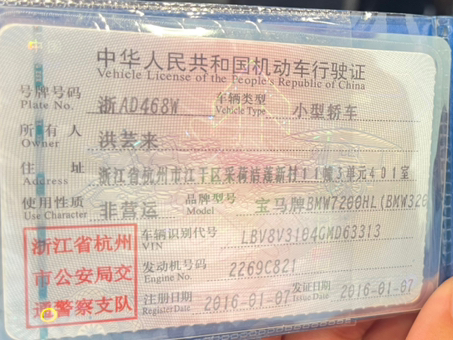 中华人民共和国机动车行驶证
Vehicle License of the People's Republic of China
号牌号码 浙AD468W 车辆类型 小型轿车
Plate No. Vehicle Type
所有人 洪芸来
Owner
住址 浙江省杭州市江干区采荷洁莲新村11幢3单元401室
Address
使用性质 非营运 品牌型号 宝马牌BMW7200HL(BMW320
Use Character Model
浙江省杭州
市公安局交
通警察支队
车辆识别代号 LBV8V3104GMD63313
VIN
发动机号码 2269C821
Engine No.
注册日期 2016-01-07 发证日期 2016-01-07
Register Date Issue Date